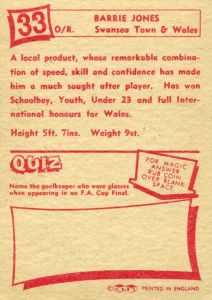 33
O/R.
BARRIE JONES
Swansea Town & Wales
A local product, whose remarkable combina-
tion of speed, skill and confidence has made
him a much sought after player. Has won
Schoolboy, Youth, Under 23 and full Inter-
national honours for Wales.
Height 5ft. 7ins. Weight 9st.
QUIZ
Name the goalkeeper who wore glasses
when appearing in an F.A. Cup Final.
FOR MAGIC
ANSWER
RUB COIN
OVER BLANK
SPACE.
© A.&B.C. PRINTED IN ENGLAND